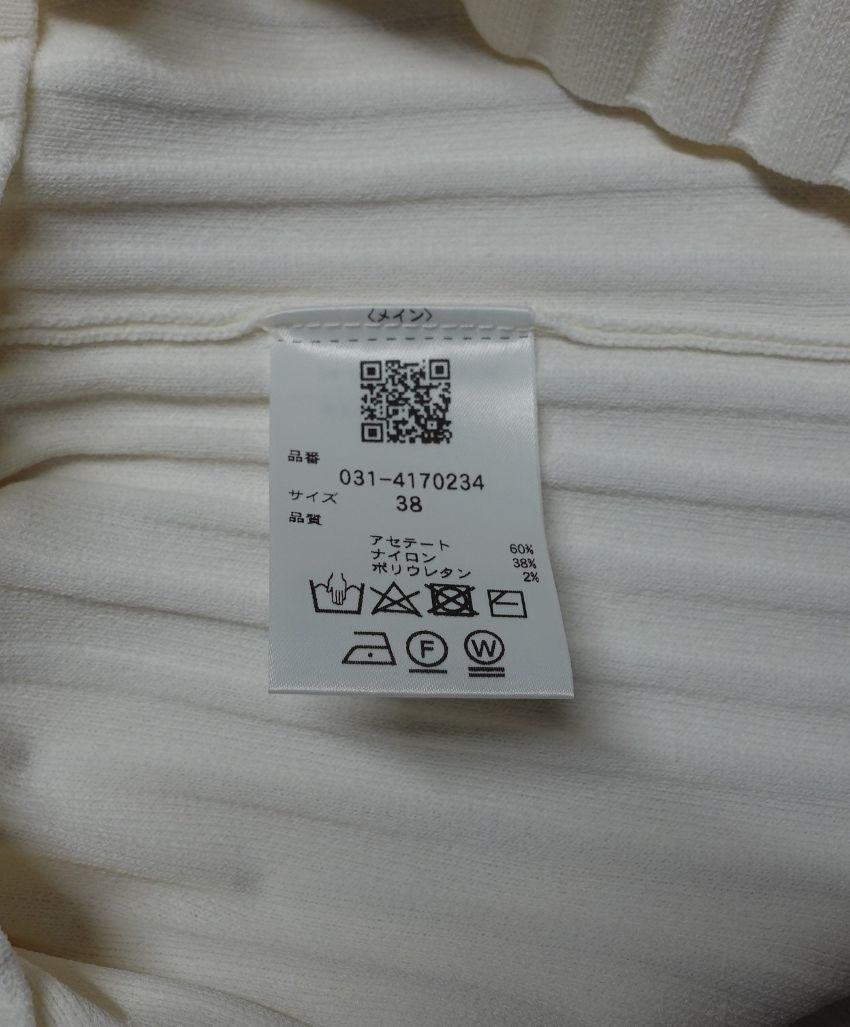 〈メイン〉
品番
031-4170234
サイズ 38
品質
アセテート 60%
ナイロン 38%
ポリウレタン 2%
F W